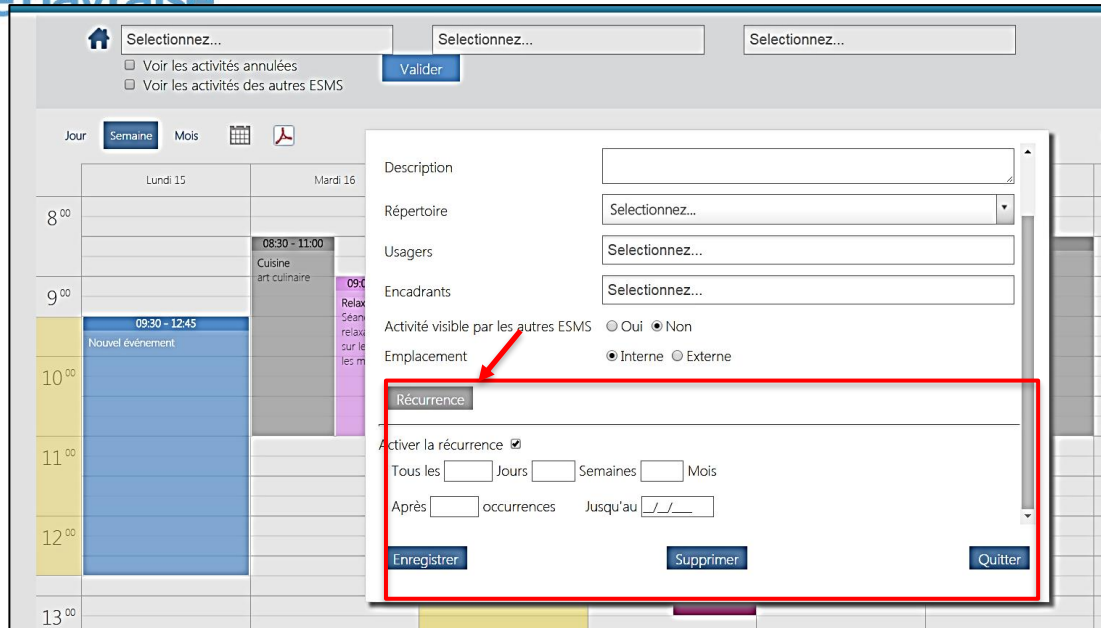 Selectionnez... Selectionnez... Selectionnez...
Voir les activités annulées
Voir les activités des autres ESMS
Valider
Jour Semaine Mois
Lundi 15 Mardi 16
8 00
08:30 - 11:00
Cuisine
art culinaire
9 00
09:30 - 12:45
Nouvel événement
10 00
11 00
12 00
13 00
Description
Répertoire Selectionnez...
Usagers Selectionnez...
Encadrants Selectionnez...
Activité visible par les autres ESMS Oui Non
Emplacement Interne Externe
Récurrence
Activer la récurrence
Tous les Jours Semaines Mois
Après occurrences Jusqu'au _/_/___
Enregistrer Supprimer Quitter